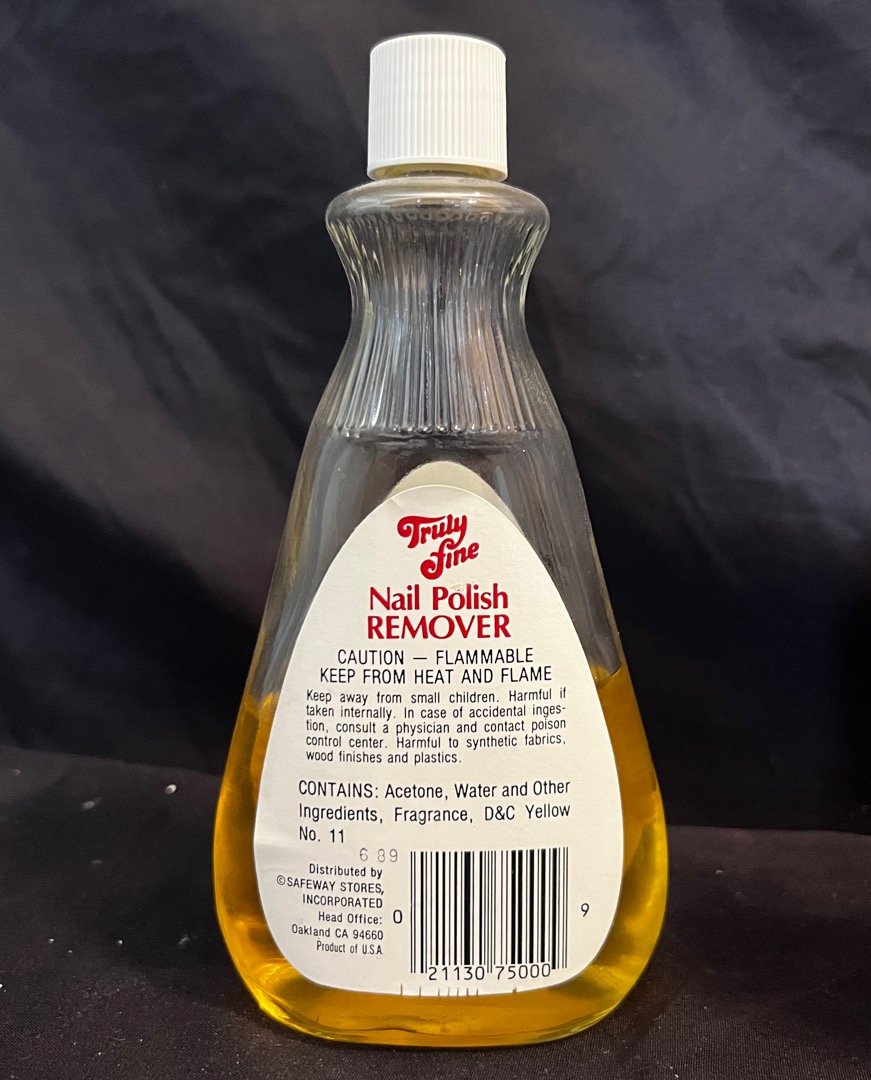 Truly
fine
Nail Polish
REMOVER
CAUTION — FLAMMABLE
KEEP FROM HEAT AND FLAME
Keep away from small children. Harmful if
taken internally. In case of accidental inges-
tion, consult a physician and contact poison
control center. Harmful to synthetic fabrics,
wood finishes and plastics.
CONTAINS: Acetone, Water and Other
Ingredients, Fragrance, D&C Yellow
No. 11
6 89
Distributed by
©SAFEWAY STORES,
INCORPORATED
Head Office:
Oakland CA 94660
Product of U.S.A.
0 21130 75000 9